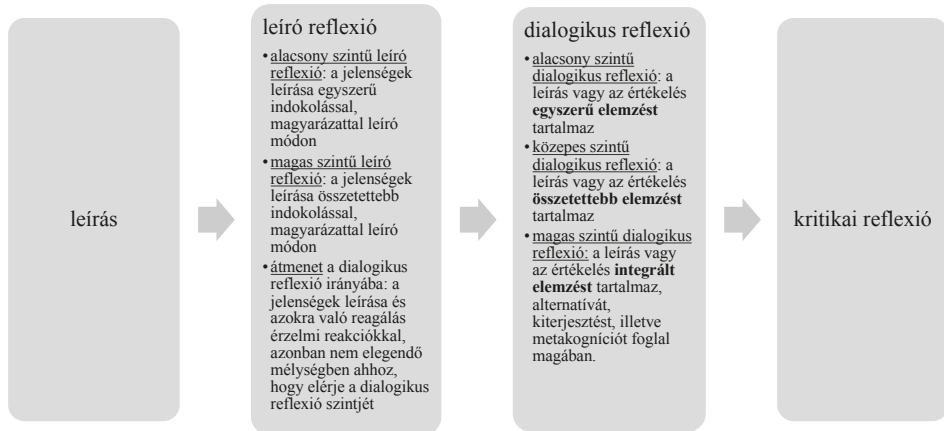 leírás
leíró reflexió
• alacsony szintű leíró
reflexió: a jelenségek
leírása egyszerű
indokolással,
magyarázattal leíró
módon
• magas szintű leíró
reflexió: a jelenségek
leírása összetettebb
indokolással,
magyarázattal leíró
módon
• átmenet a dialogikus
reflexió irányába: a
jelenségek leírása és
azokra való reagálás
érzelmi reakciókkal,
azonban nem elegendő
mélységben ahhoz,
hogy elérje a dialogikus
reflexió szintjét
dialogikus reflexió
• alacsony szintű
dialogikus reflexió: a
leírás vagy az értékelés
egyszerű elemzést
tartalmaz
• közepes szintű
dialogikus reflexió: a
leírás vagy az értékelés
összetettebb elemzést
tartalmaz
• magas szintű dialogikus
reflexió: a leírás vagy
az értékelés integrált
elemzést tartalmaz,
alternatívát,
kiterjesztést, illetve
metakogníciót foglal
magában.
kritikai reflexió